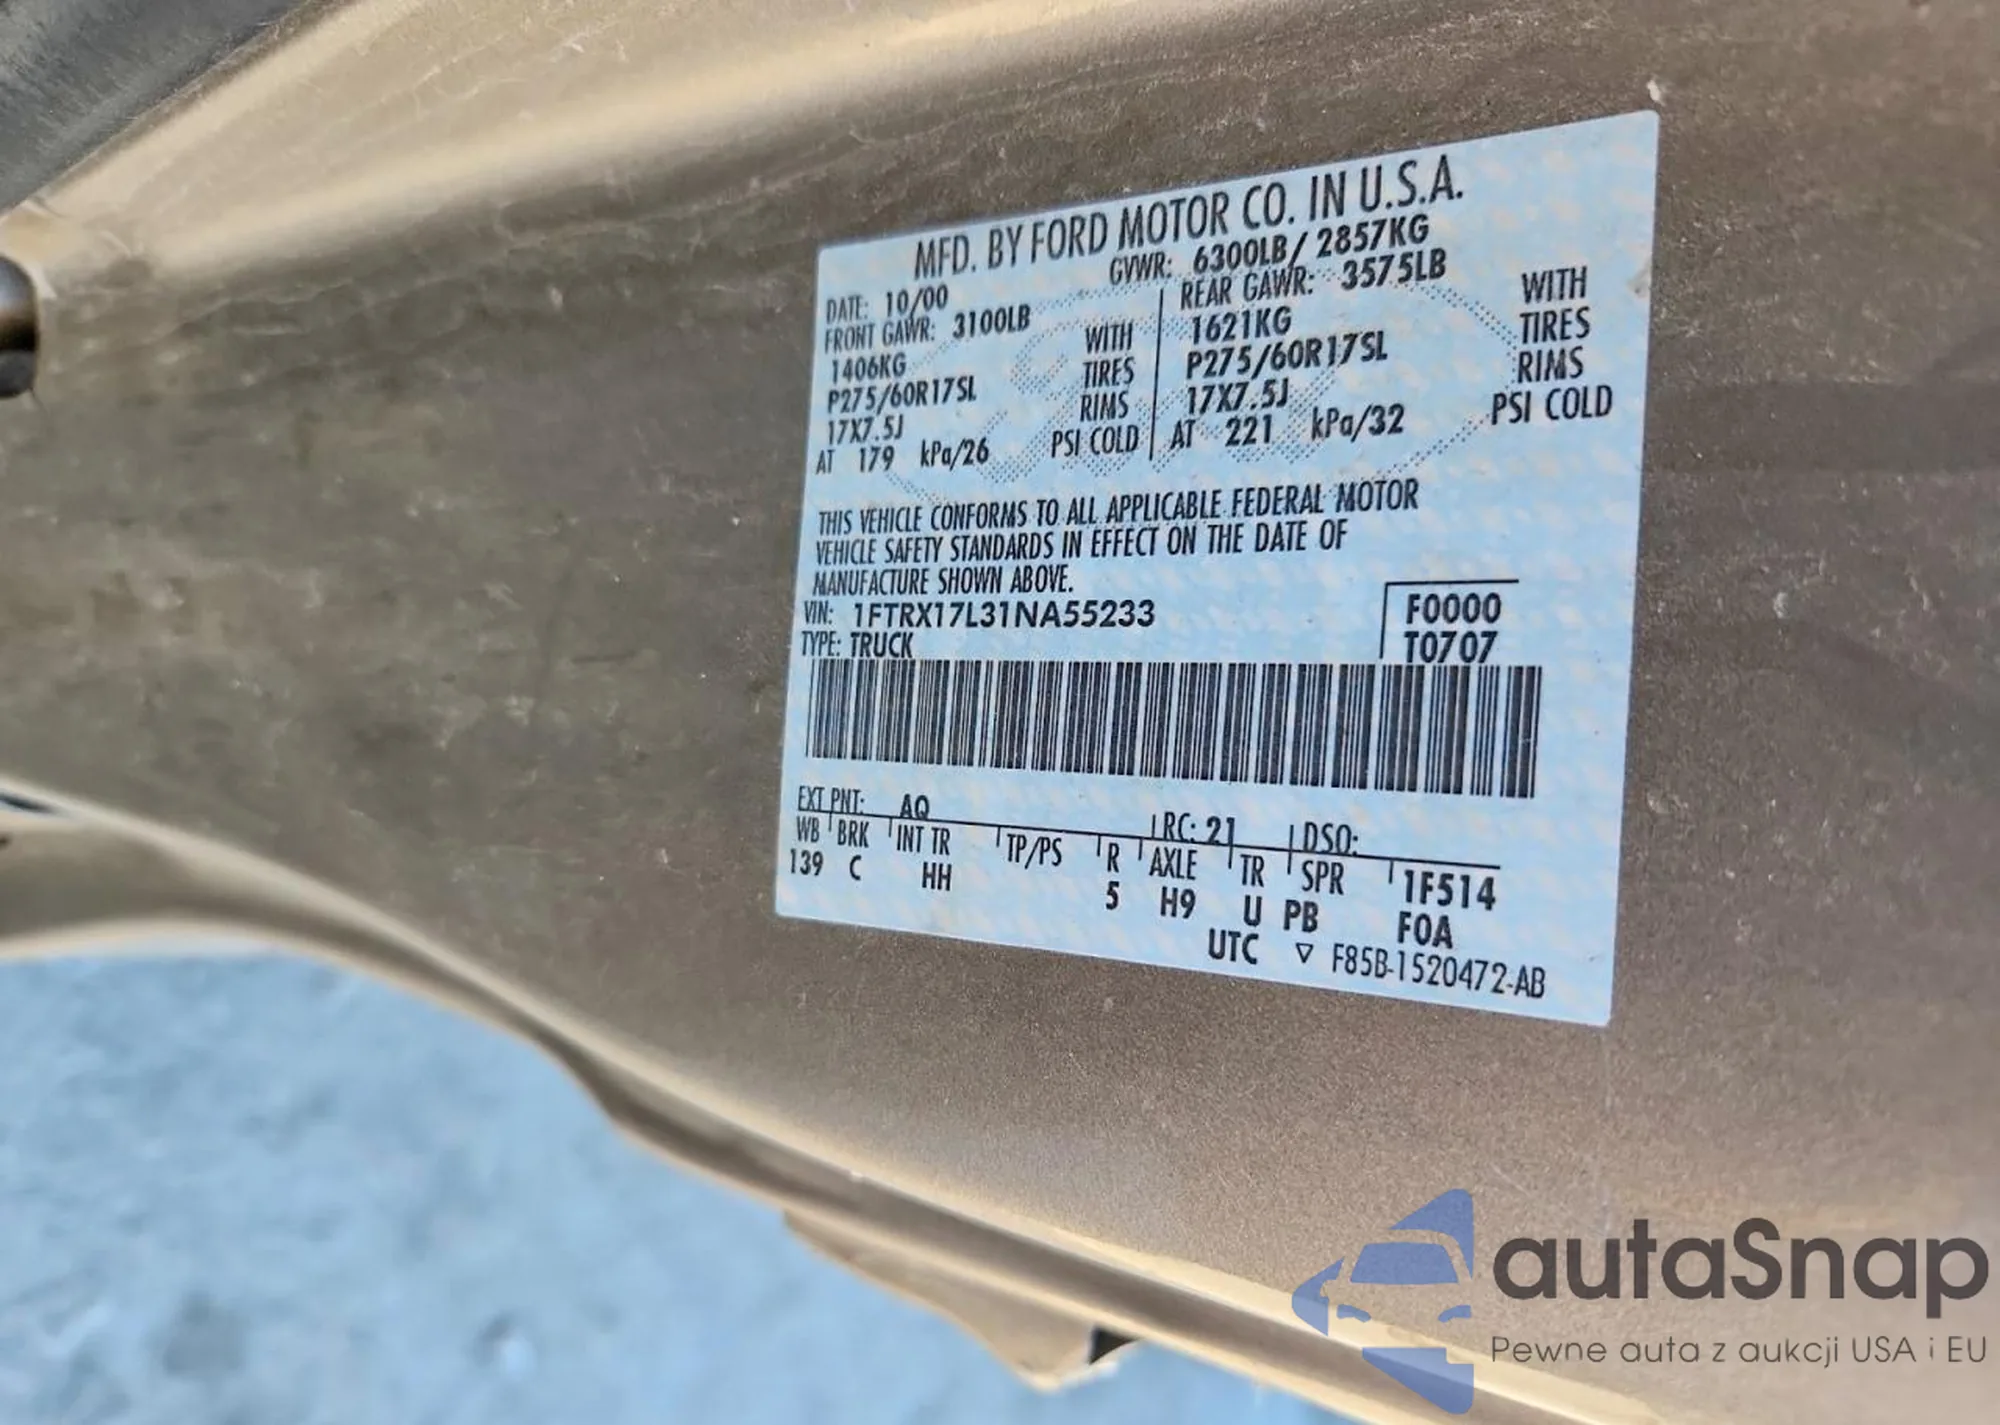 MFD. BY FORD MOTOR CO. IN U.S.A.
DATE: 10/00 GVWR: 6300LB/ 2857KG
FRONT GAWR: 3100LB REAR GAWR: 3575LB
1406KG WITH 1621KG WITH
P275/60R17SL TIRES P275/60R17SL TIRES
17X7.5J RIMS 17X7.5J RIMS
AT 179 kPa/26 PSI COLD AT 221 kPa/32 PSI COLD
THIS VEHICLE CONFORMS TO ALL APPLICABLE FEDERAL MOTOR
VEHICLE SAFETY STANDARDS IN EFFECT ON THE DATE OF
MANUFACTURE SHOWN ABOVE.
VIN: 1FTRX17L31NA55233 F0000
TYPE: TRUCK T0707
EXT PNT: AQ RC: 21 DSO:
WB BRK INT TR TP/PS R AXLE TR SPR 1F514
139 C HH 5 H9 U PB F0A
UTC ▽ F85B-1520472-AB
autaSnap
Pewne auta z aukcji USA i EU